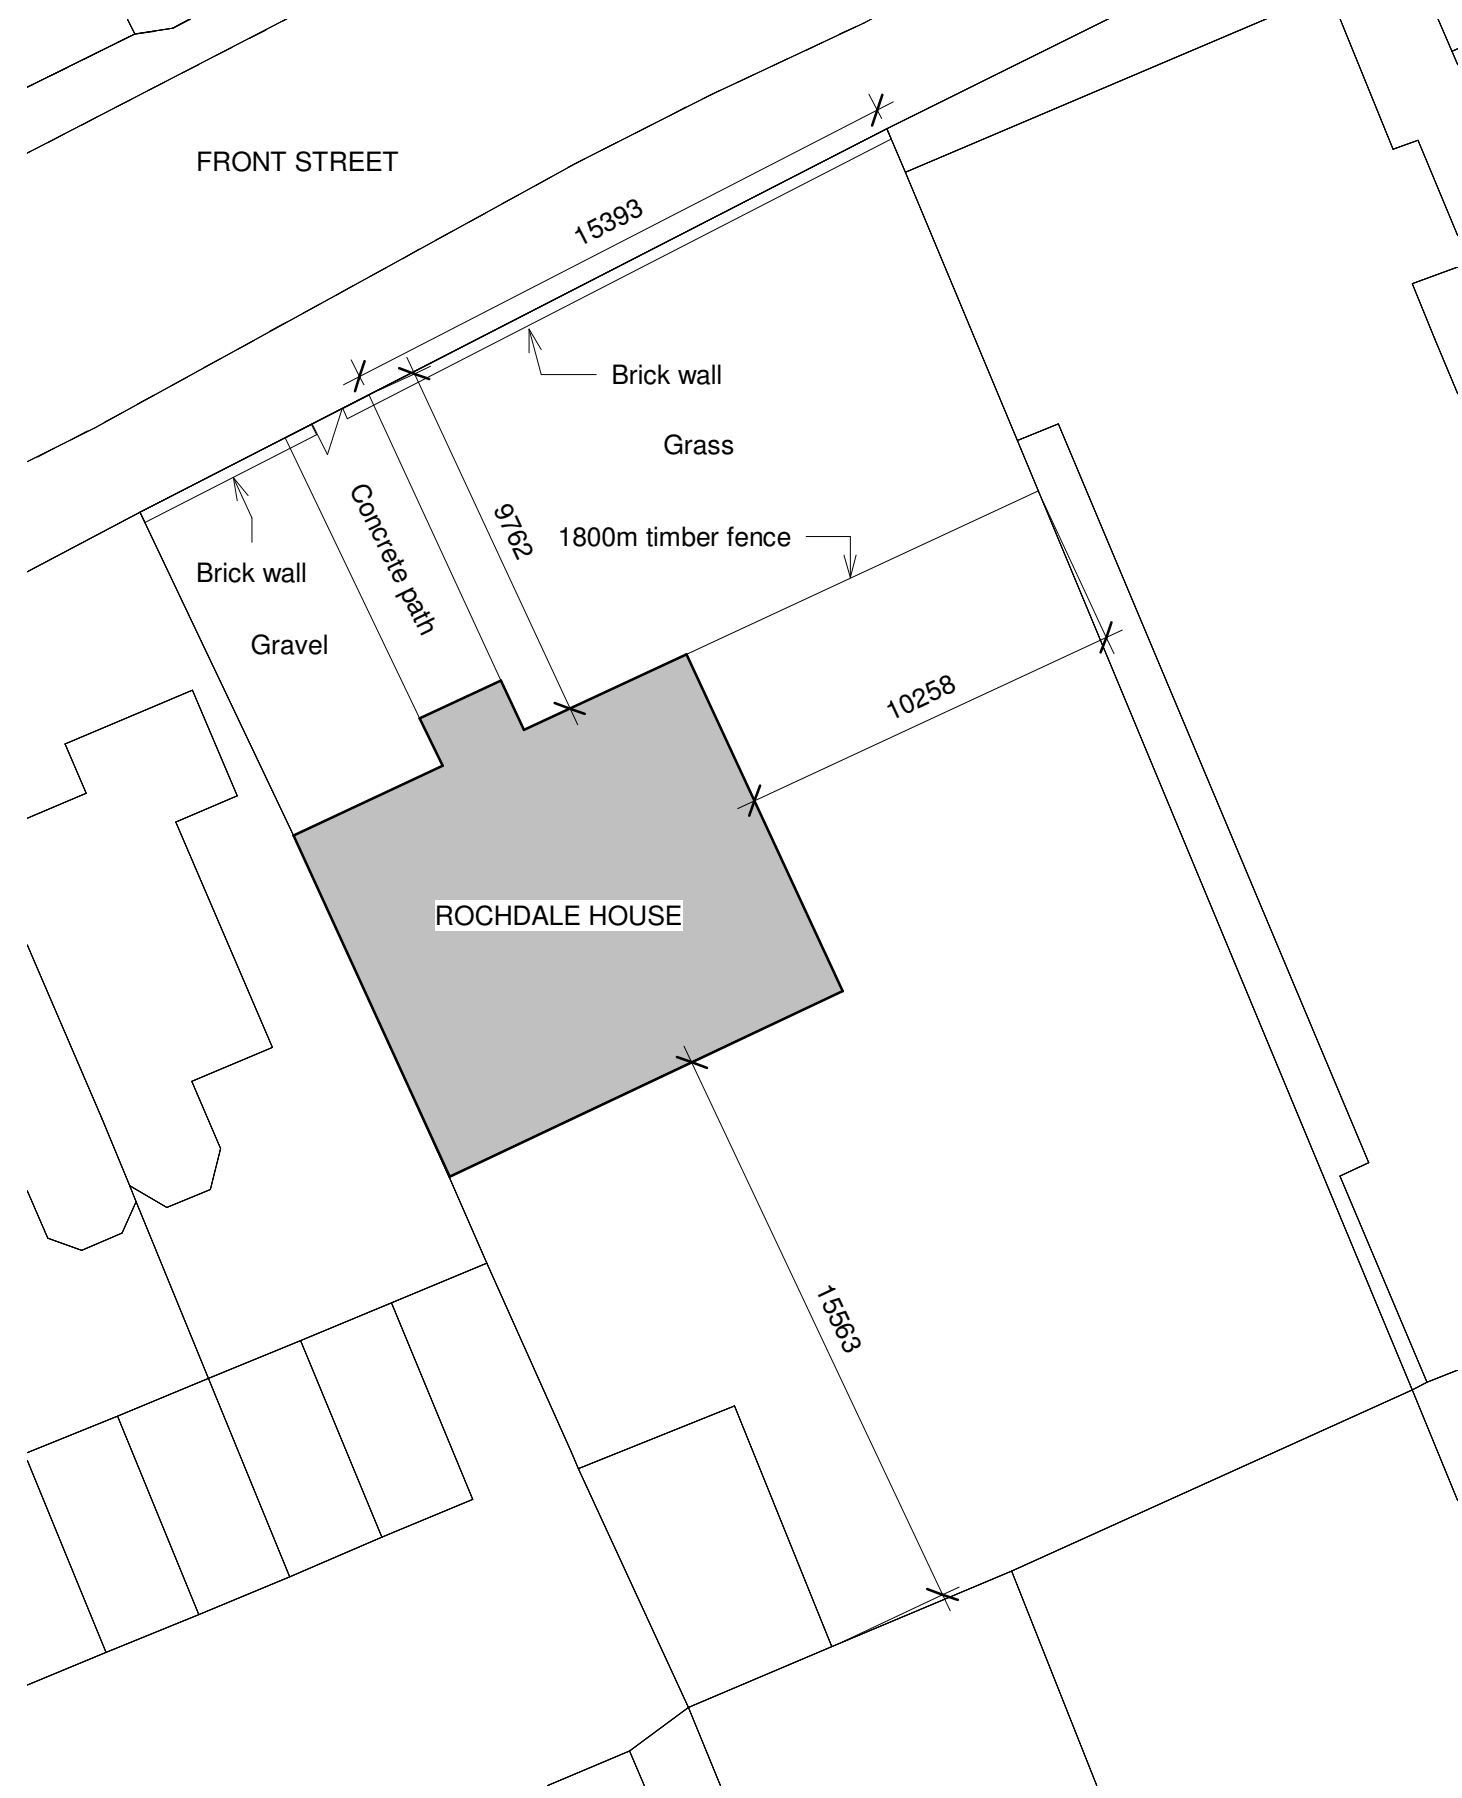 FRONT STREET
15393
Brick wall
Grass
Concrete path
9762
1800m timber fence
Brick wall
Gravel
10258
ROCHDALE HOUSE
15563